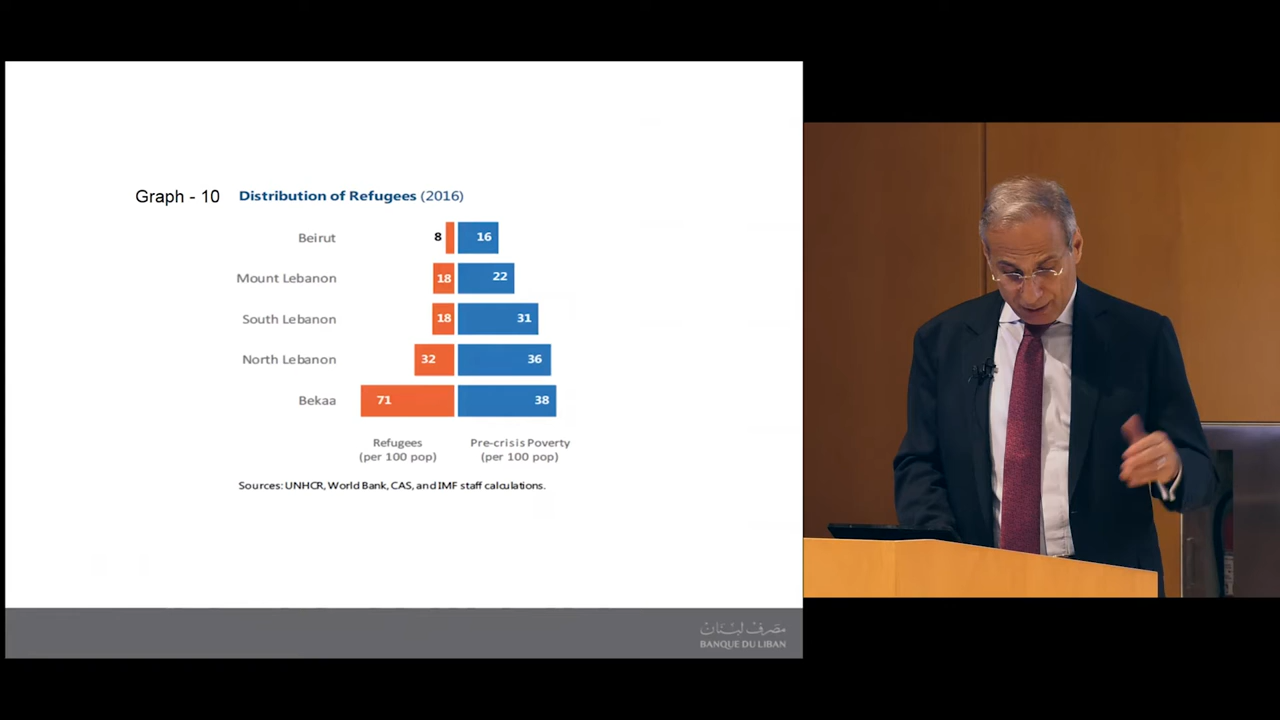 Graph - 10
Distribution of Refugees (2016)
Beirut 8 16
Mount Lebanon 18 22
South Lebanon 18 31
North Lebanon 32 36
Bekaa 71 38
Refugees
(per 100 pop)
Pre-crisis Poverty
(per 100 pop)
Sources: UNHCR, World Bank, CAS, and IMF staff calculations.
مصرف لبنان
BANQUE DU LIBAN